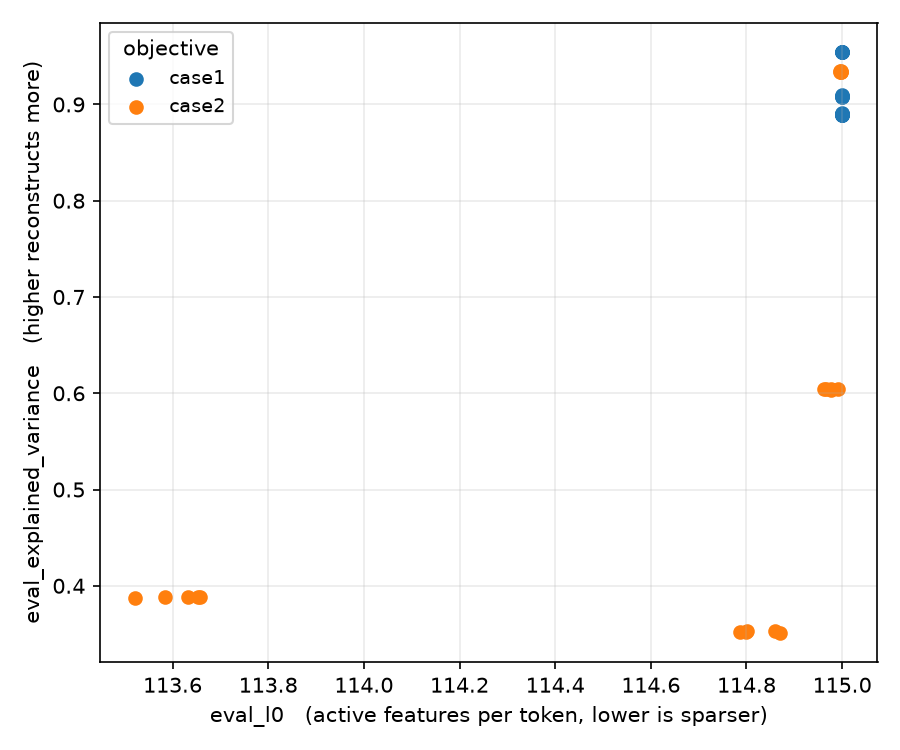 objective
case1
case2
eval_explained_variance   (higher reconstructs more)
0.9
0.8
0.7
0.6
0.5
0.4
113.6 113.8 114.0 114.2 114.4 114.6 114.8 115.0
eval_l0   (active features per token, lower is sparser)